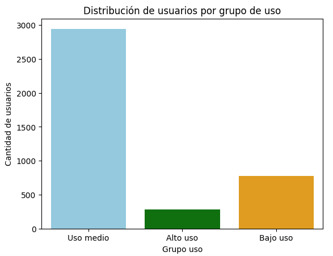 Distribución de usuarios por grupo de uso
Cantidad de usuarios
3000
2500
2000
1500
1000
500
0
Uso medio Alto uso Bajo uso
Grupo uso